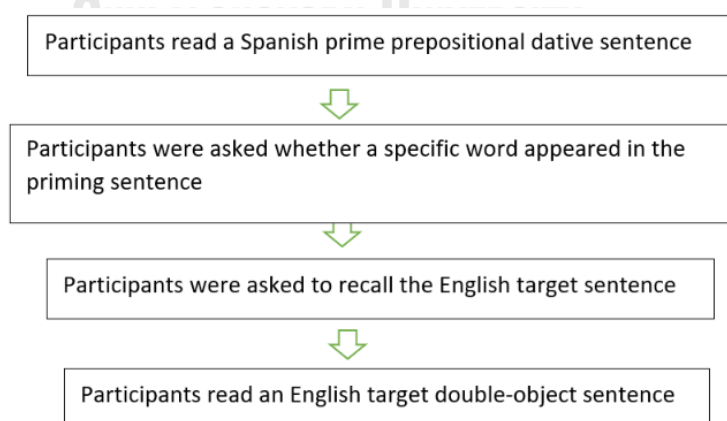 Participants read a Spanish prime prepositional dative sentence
Participants were asked whether a specific word appeared in the
priming sentence
Participants were asked to recall the English target sentence
Participants read an English target double-object sentence